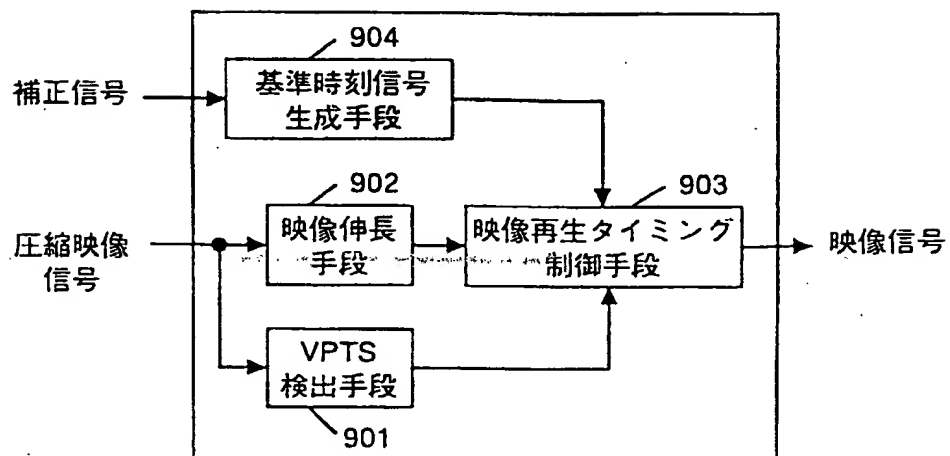 904
補正信号
基準時刻信号
生成手段
902
903
圧縮映像
信号
映像伸長
手段
映像再生タイミング
制御手段
映像信号
VPTS
検出手段
901